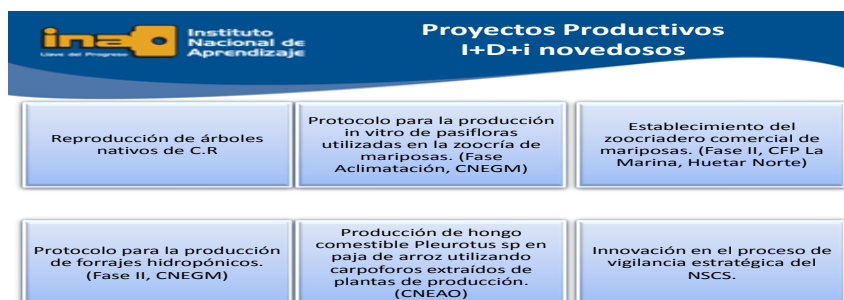 ina
Llave del Progreso
Instituto
Nacional de
Aprendizaje
Proyectos Productivos
I+D+i novedosos
Reproducción de árboles
nativos de C.R
Protocolo para la producción
in vitro de pasifloras
utilizadas en la zoocría de
mariposas. (Fase
Aclimatación, CNEGM)
Establecimiento del
zoocriadero comercial de
mariposas. (Fase II, CFP La
Marina, Huetar Norte)
Protocolo para la producción
de forrajes hidropónicos.
(Fase II, CNEGM)
Producción de hongo
comestible Pleurotus sp en
paja de arroz utilizando
carpoforos extraídos de
plantas de producción.
(CNEAO)
Innovación en el proceso de
vigilancia estratégica del
NSCS.